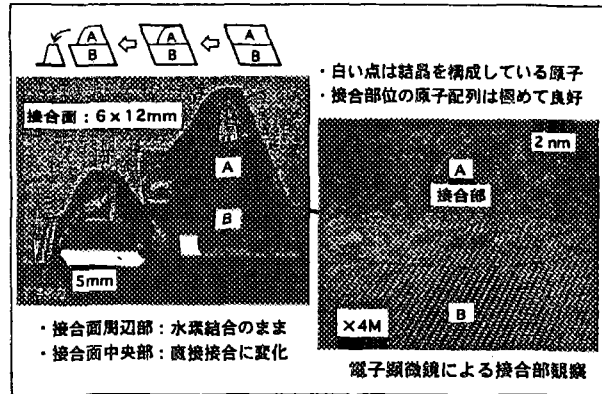 A
B
A
B
A
B
接合面：6×12mm
A
B
5mm
・接合面周辺部：水素結合のまま
・接合面中央部：直接接合に変化
・白い点は結晶を構成している原子
・接合部位の原子配列は極めて良好
2 nm
A
接合部
B
×4M
電子顕微鏡による接合部観察